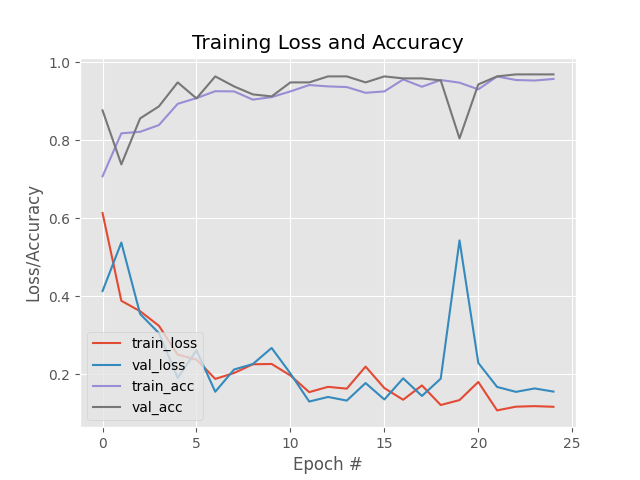 Training Loss and Accuracy
1.0
0.8
0.6
0.4
0.2
Loss/Accuracy
train_loss
val_loss
train_acc
val_acc
0 5 10 15 20 25
Epoch #